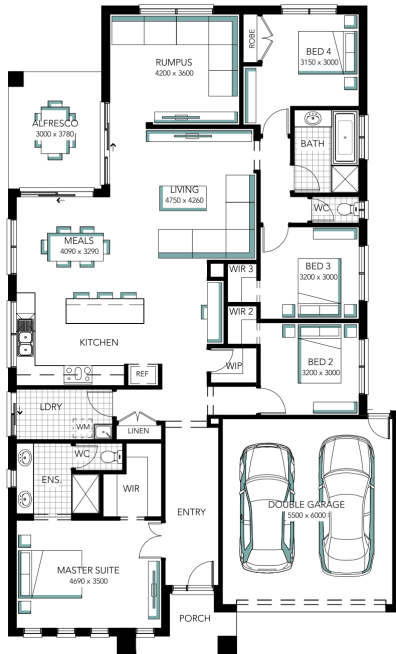 ROBE
BED 4
3150 x 3000
RUMPUS
4200 x 3600
ALFRESCO
3000 x 3780
BATH
LIVING
4750 x 4260
WC
MEALS
4090 x 3290
WIR 3
BED 3
3200 x 3000
WIR 2
KITCHEN
WIP
BED 2
3200 x 3000
REF
LDRY
WM
LINEN
WC
ENS.
WIR
ENTRY
DOUBLE GARAGE
5500 x 6000
MASTER SUITE
4690 x 3500
PORCH